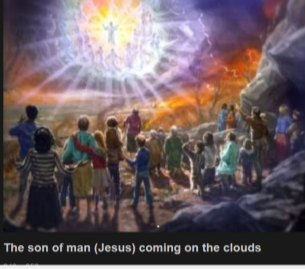 The son of man (Jesus) coming on the clouds